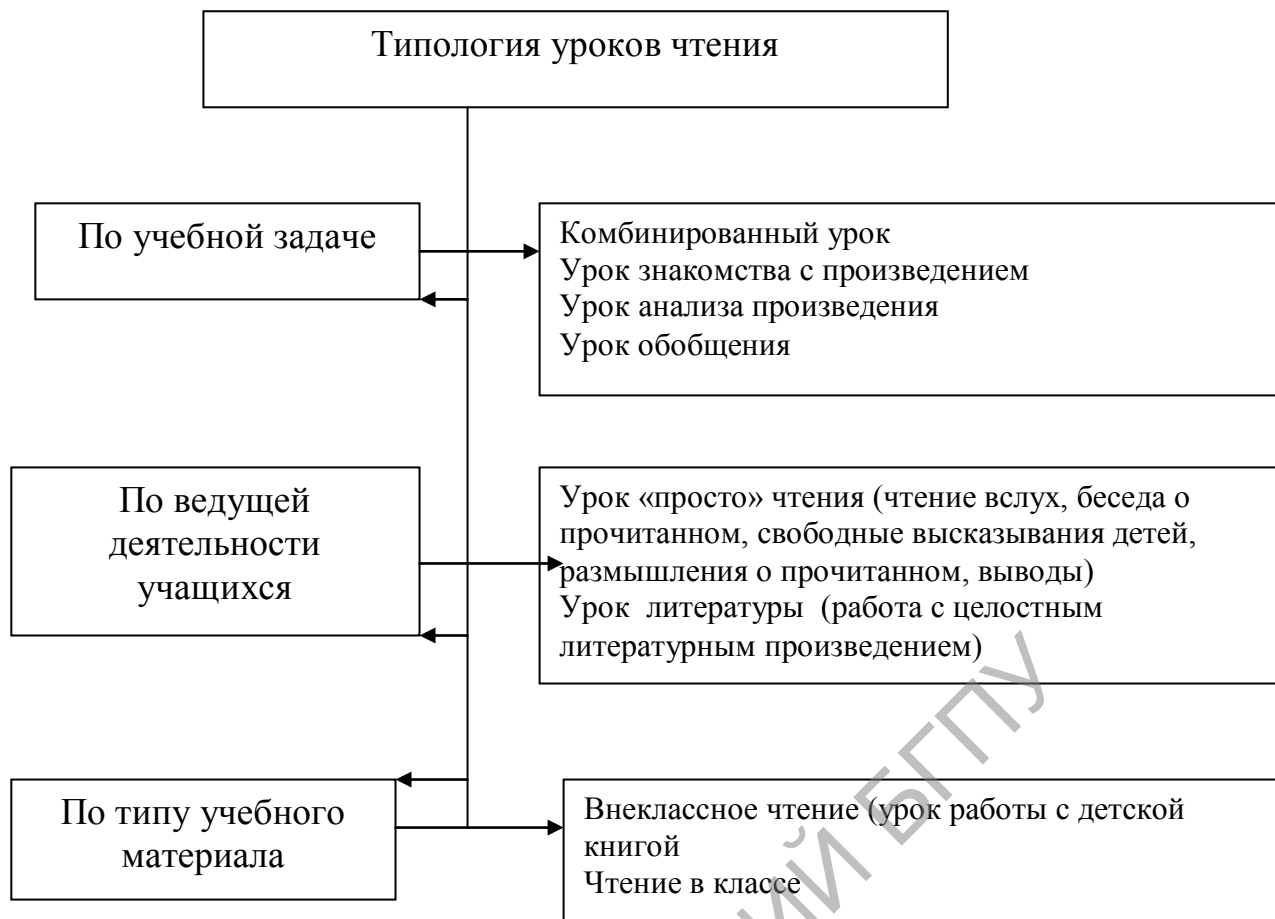 Типология уроков чтения
По учебной задаче
Комбинированный урок
Урок знакомства с произведением
Урок анализа произведения
Урок обобщения
По ведущей
деятельности
учащихся
Урок «просто» чтения (чтение вслух, беседа о
прочитанном, свободные высказывания детей,
размышления о прочитанном, выводы)
Урок литературы (работа с целостным
литературным произведением)
По типу учебного
материала
Внеклассное чтение (урок работы с детской
книгой
Чтение в классе
БГПУ